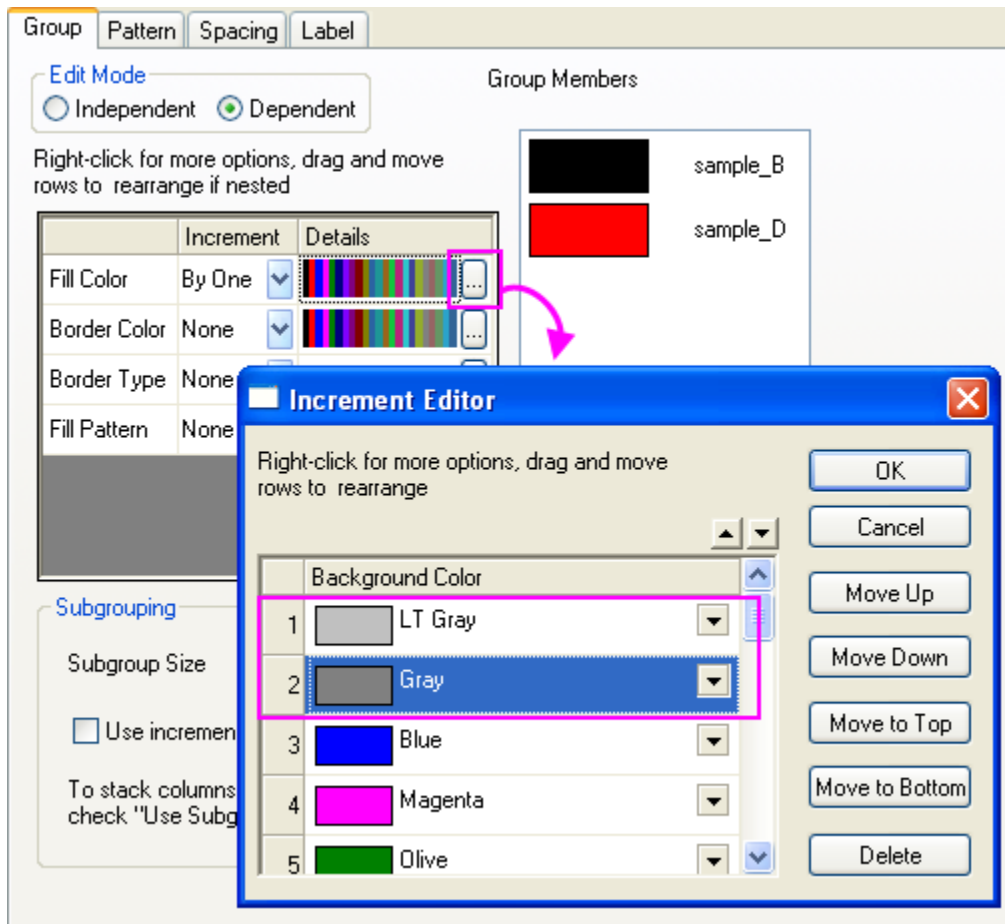 Group Pattern Spacing Label
Edit Mode
Independent Dependent
Group Members
Right-click for more options, drag and move
rows to rearrange if nested
sample_B
sample_D
Increment Details
Fill Color By One ...
Border Color None ...
Border Type None
Fill Pattern None
Increment Editor
Right-click for more options, drag and move
rows to rearrange
OK
Cancel
Move Up
Move Down
Move to Top
Move to Bottom
Delete
Background Color
1 LT Gray
2 Gray
3 Blue
4 Magenta
5 Olive
Subgrouping
Subgroup Size
Use incremen
To stack columns
check "Use Subg